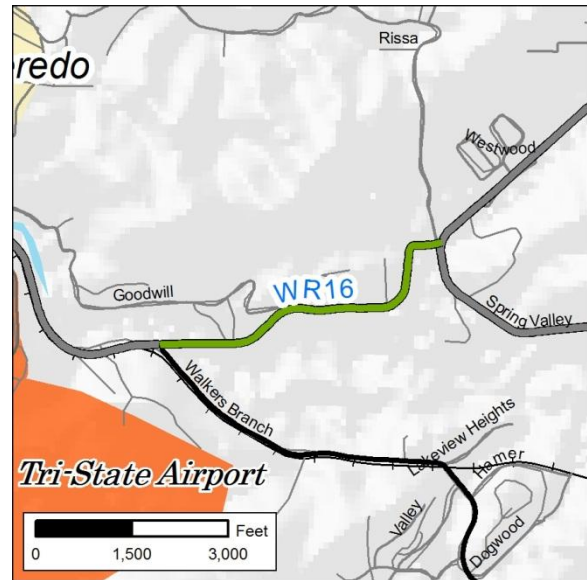 Rissa
eredo
Westwood
Goodwill
WR16
Spring Valley
Walkers Branch
Lakeview Heights
Hamer
Tri-State Airport
Valley
Dogwood
Feet
0 1,500 3,000